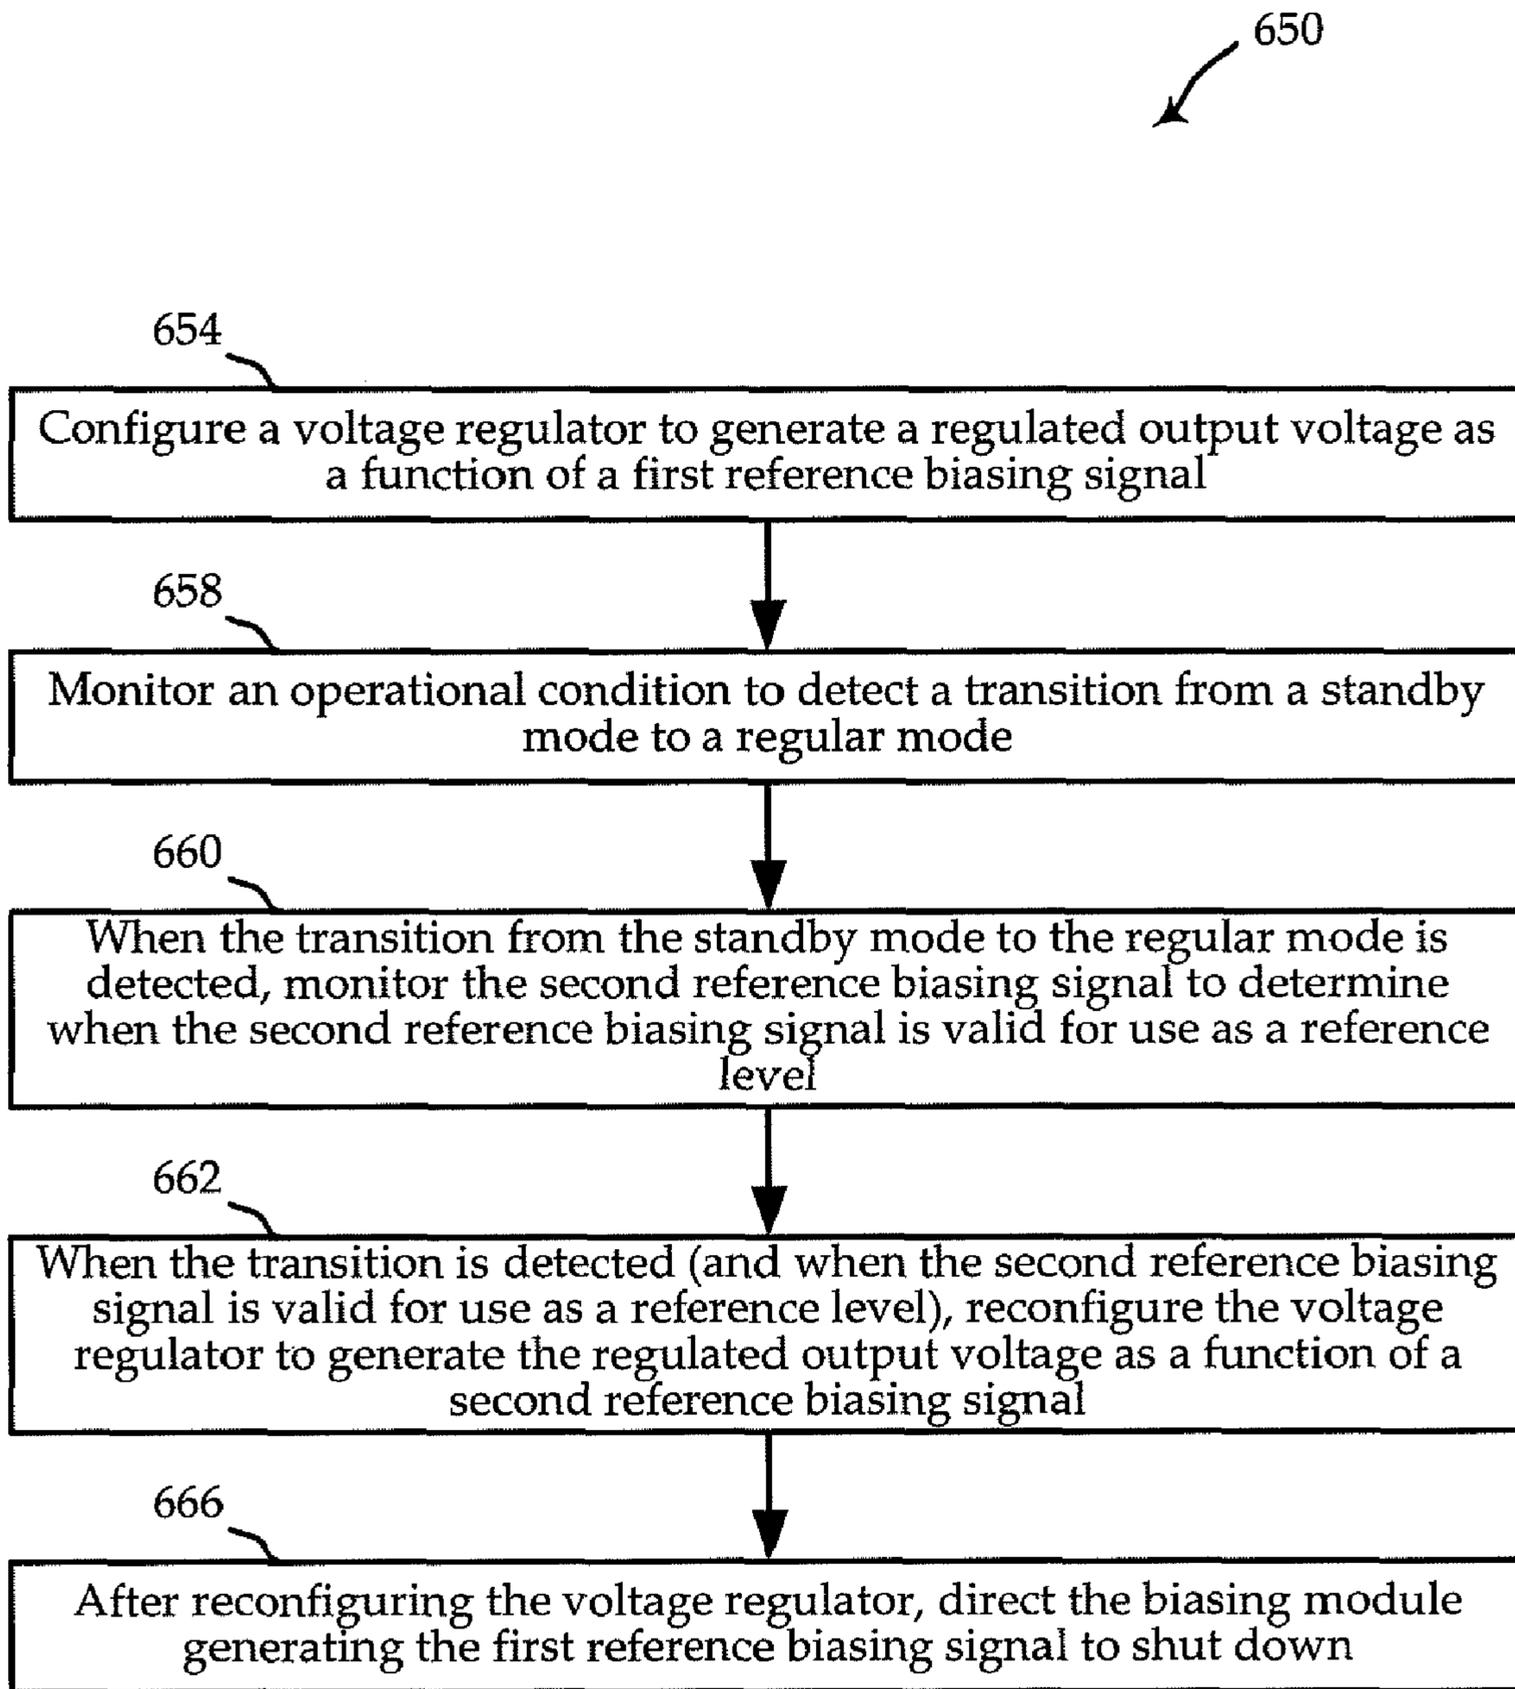 650
654
Configure a voltage regulator to generate a regulated output voltage as
a function of a first reference biasing signal
658
Monitor an operational condition to detect a transition from a standby
mode to a regular mode
660
When the transition from the standby mode to the regular mode is
detected, monitor the second reference biasing signal to determine
when the second reference biasing signal is valid for use as a reference
level
662
When the transition is detected (and when the second reference biasing
signal is valid for use as a reference level), reconfigure the voltage
regulator to generate the regulated output voltage as a function of a
second reference biasing signal
666
After reconfiguring the voltage regulator, direct the biasing module
generating the first reference biasing signal to shut down